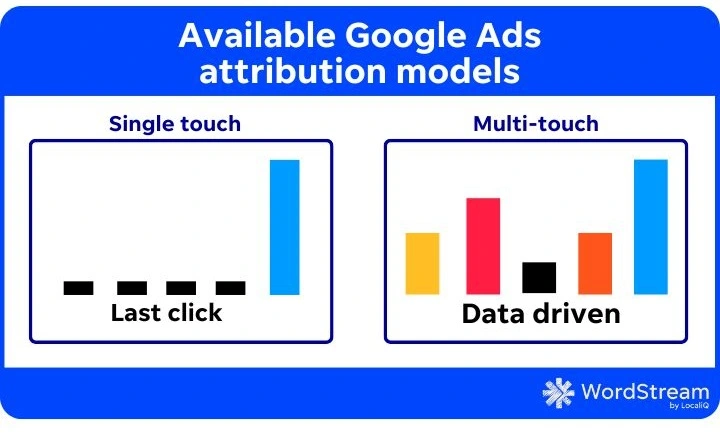 Available Google Ads
attribution models
Single touch
Multi-touch
Last click
Data driven
WordStream
by LocaliQ